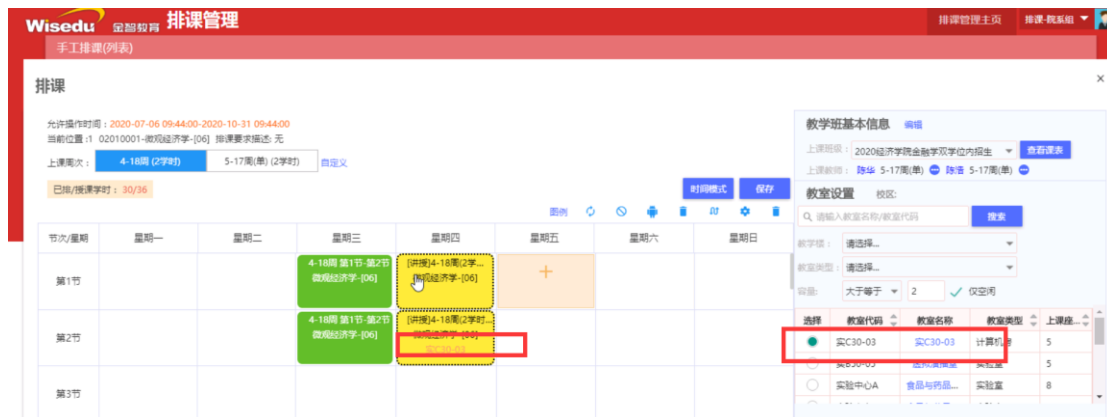 Wisedu 金智教育 排课管理
排课管理主页 排课-院系组
手工排课(列表)
排课
允许操作时间：2020-07-06 09:44:00-2020-10-31 09:44:00
当前位置：1 02010001-微观经济学-[06] 排课要求描述: 无
上课周次： 4-18周 (2学时) 5-17周(单) (2学时) 自定义
已排/授课学时： 30/36
时间模式 保存
图例
节次/星期 星期一 星期二 星期三 星期四 星期五 星期六 星期日
第1节
4-18周 第1节-第2节
微观经济学-[06]
[讲授]4-18周(2学...
微观经济学-[06]
第2节
4-18周 第1节-第2节
微观经济学-[06]
[讲授]4-18周(2学时...
微观经济学-[06]
实C30-03
第3节
教学班基本信息 编辑
上课班级： 2020经济学院金融学双学位内招生 查看课表
上课教师： 陈华 5-17周(单) 陈浩 5-17周(单)
教室设置 校区:
请输入教室名称/教室代码 搜索
教学楼： 请选择...
教室类型： 请选择...
容量: 大于等于 2 仅空闲
选择 教室代码 教室名称 教室类型 上课座...
实C30-03 实C30-03 计算机房 5
实验室 5
实验中心A 食品与药品... 实验室 8